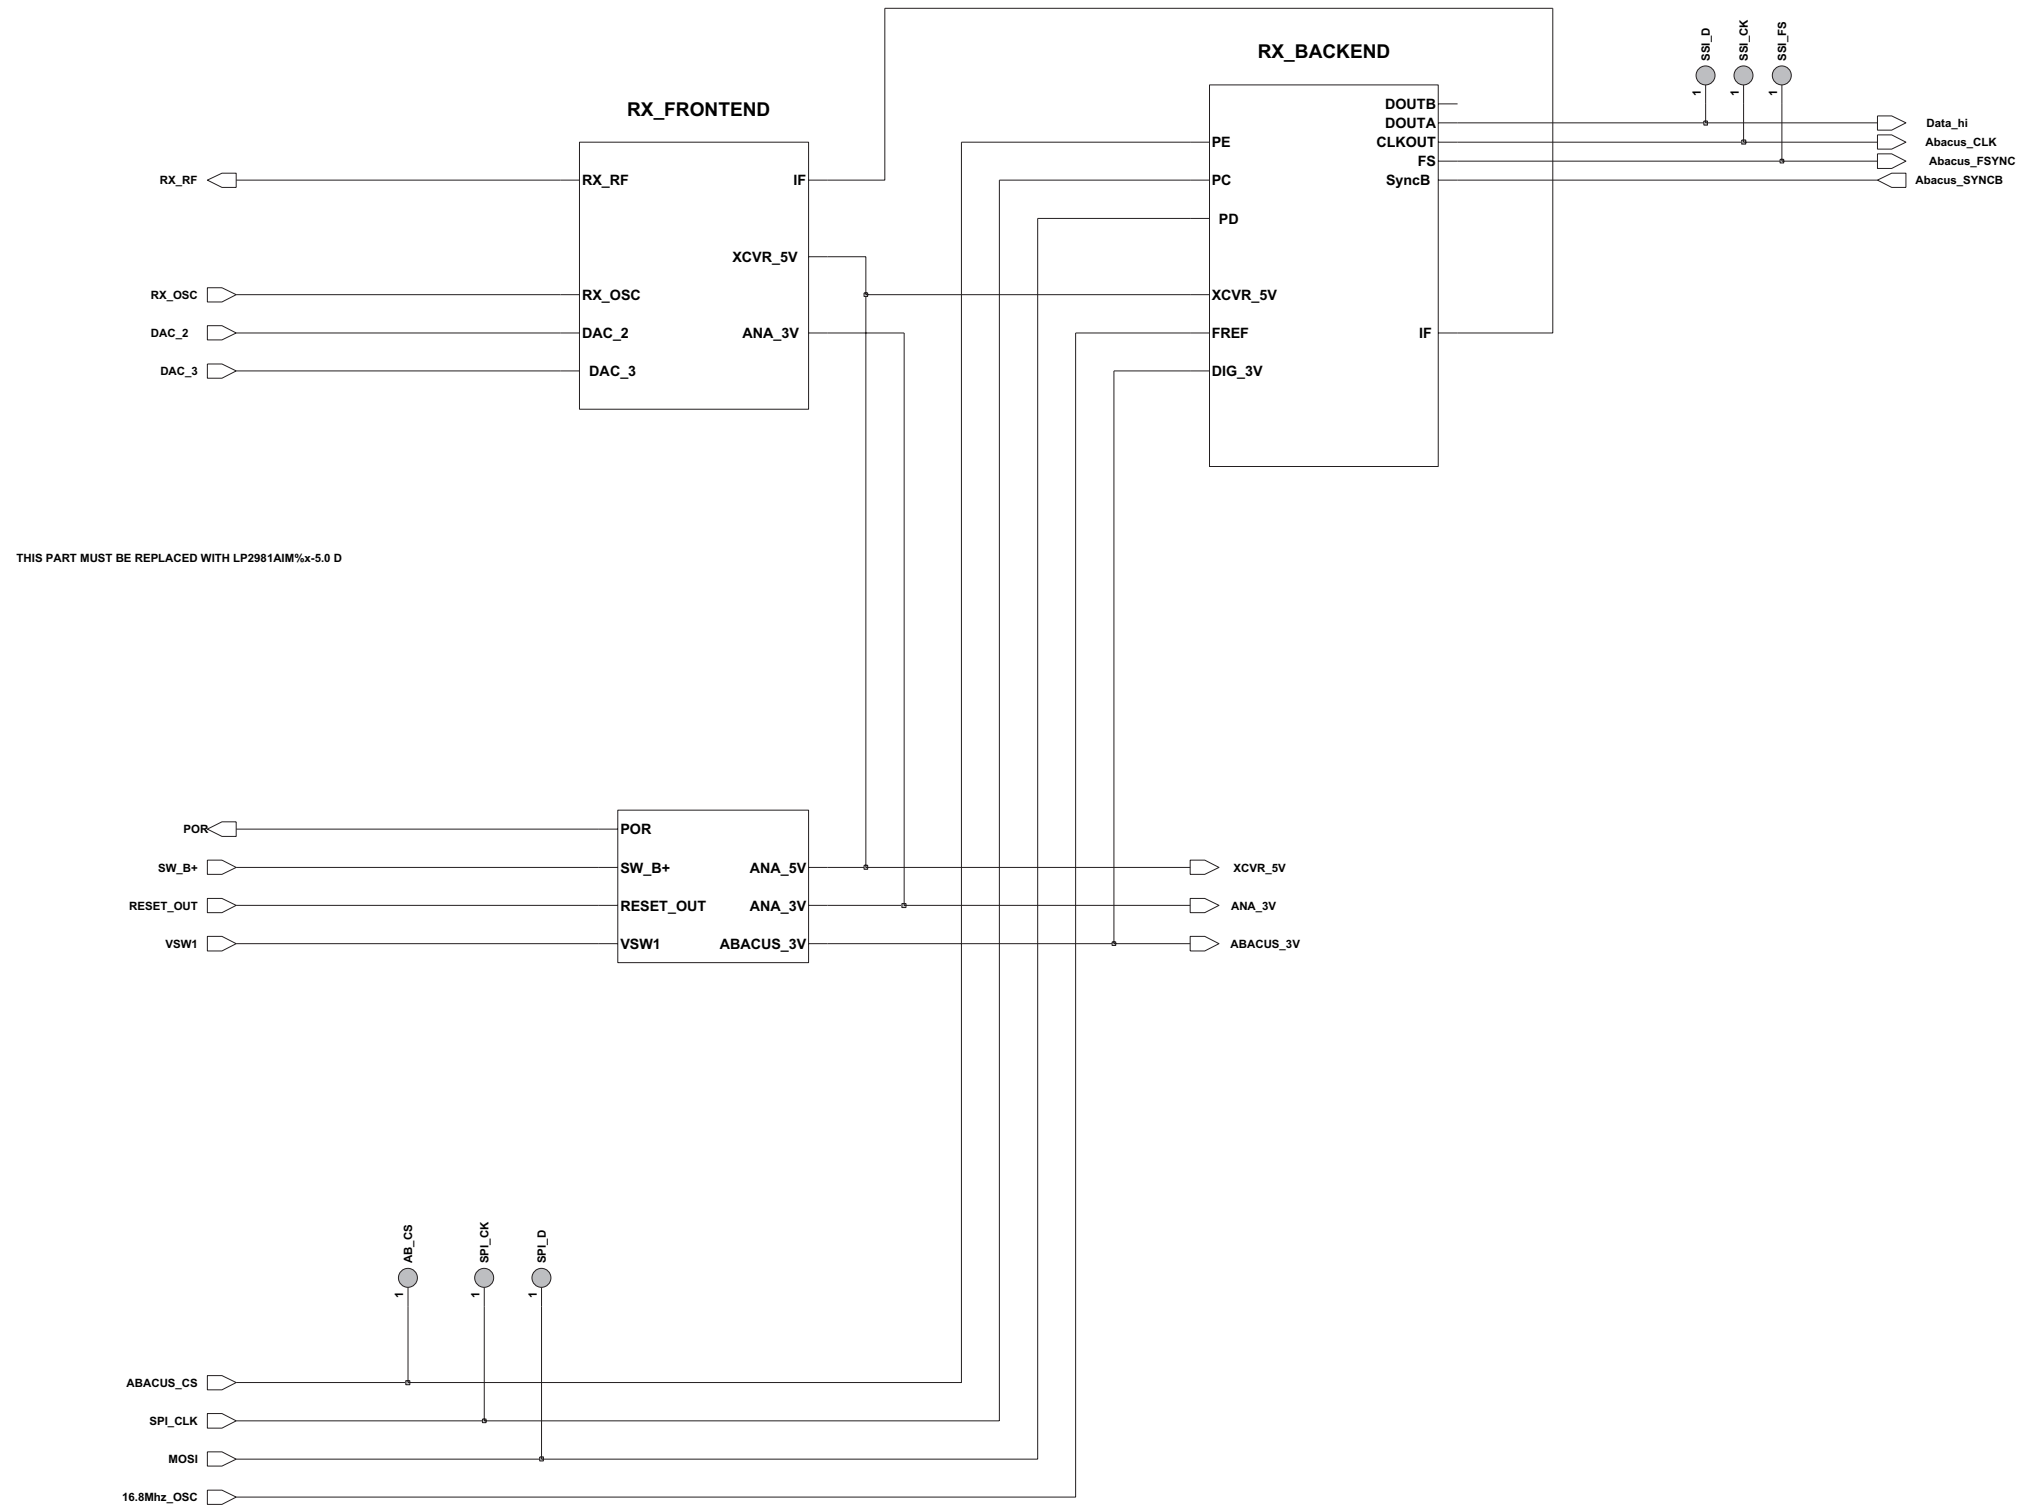 SSI_D
SSI_CK
SSI_FS
1
1
1
RX_BACKEND
DOUTB
DOUTA
CLKOUT
FS
SyncB
PE
PC
PD
XCVR_5V
FREF
DIG_3V
IF
Data_hi
Abacus_CLK
Abacus_FSYNC
Abacus_SYNCB
RX_FRONTEND
RX_RF
RX_RF
IF
XCVR_5V
RX_OSC
RX_OSC
DAC_2
DAC_2
ANA_3V
DAC_3
DAC_3
THIS PART MUST BE REPLACED WITH LP2981AIM%x-5.0 D
POR
POR
SW_B+
SW_B+
ANA_5V
XCVR_5V
RESET_OUT
RESET_OUT
ANA_3V
ANA_3V
VSW1
VSW1
ABACUS_3V
ABACUS_3V
AB_CS
SPI_CK
SPI_D
1
1
1
ABACUS_CS
SPI_CLK
MOSI
16.8Mhz_OSC